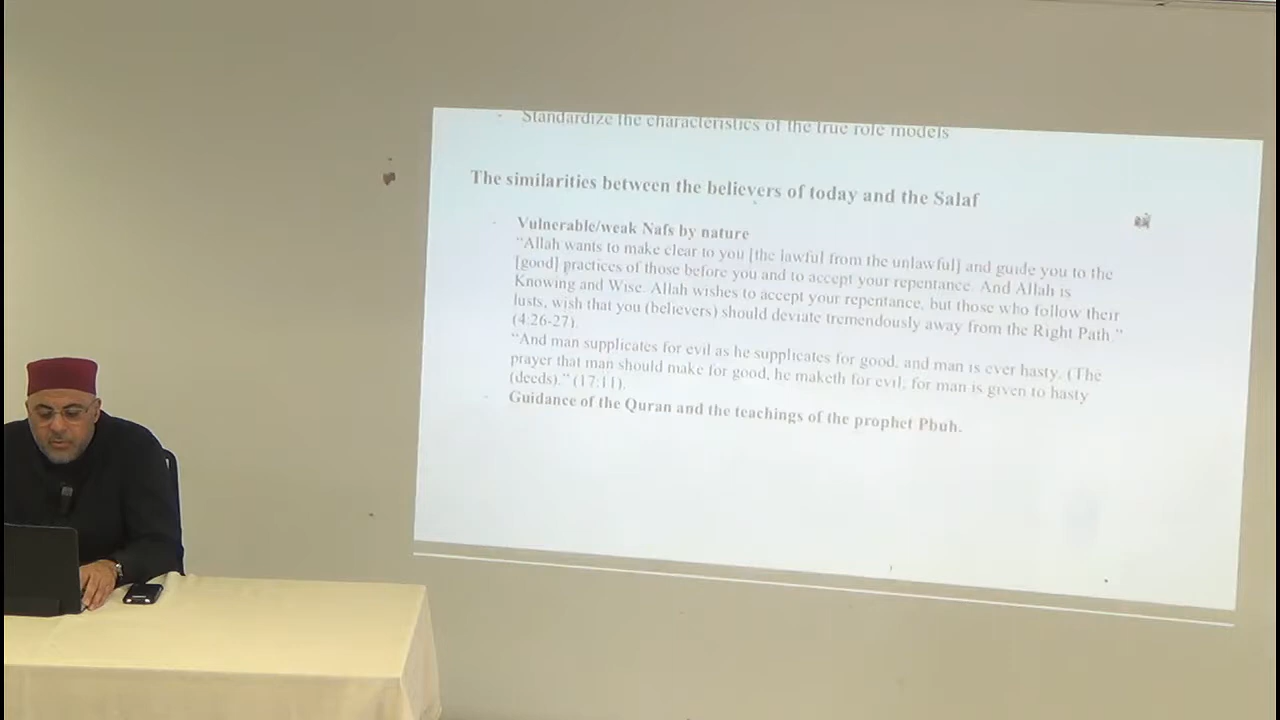 - Standardize the characteristics of the true role models
The similarities between the believers of today and the Salaf
- Vulnerable/weak Nafs by nature
"Allah wants to make clear to you [the lawful from the unlawful] and guide you to the
[good] practices of those before you and to accept your repentance. And Allah is
Knowing and Wise. Allah wishes to accept your repentance, but those who follow their
lusts, wish that you (believers) should deviate tremendously away from the Right Path."
(4:26-27).
"And man supplicates for evil as he supplicates for good, and man is ever hasty. (The
prayer that man should make for good, he maketh for evil; for man is given to hasty
(deeds)." (17:11).
- Guidance of the Quran and the teachings of the prophet Pbuh.